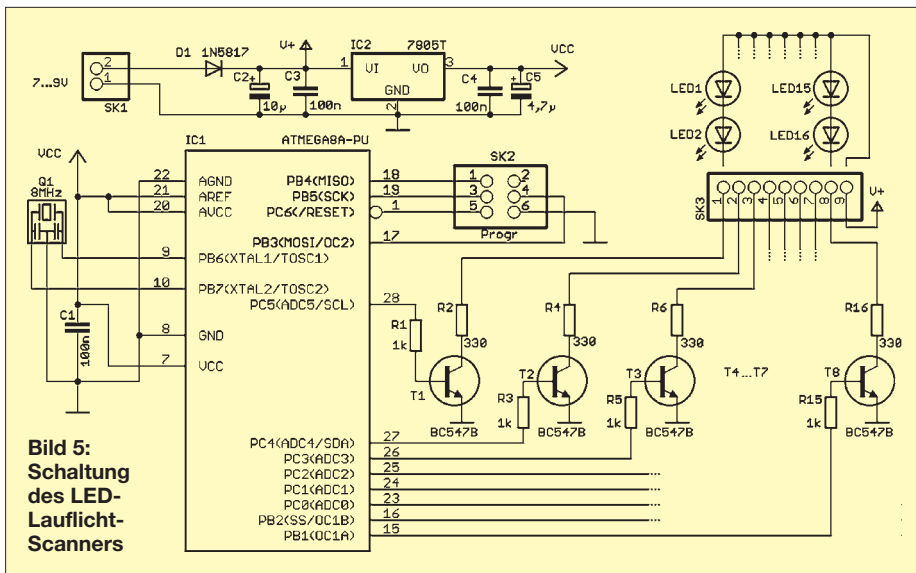 D1 1N5817
V+
IC2 7805T
VCC
1 VI VO 3
GND
2
7...9V
2
1
SK1
C2 +
10µ
C3
100n
C4
100n
+ C5
4,7µ
LED1
LED2
LED15
LED16
IC1 ATMEGA8A-PU
VCC
Q1
8MHz
C1
100n
22 AGND
21 AREF
20 AVCC
9 PB6(XTAL1/TOSC1)
10 PB7(XTAL2/TOSC2)
8 GND
7 VCC
PB4(MISO) 18
PB5(SCK) 19
PC6(/RESET) 1
PB3(MOSI/OC2) 17
PC5(ADC5/SCL) 28
PC4(ADC4/SDA) 27
PC3(ADC3) 26
PC2(ADC2) 25
PC1(ADC1) 24
PC0(ADC0) 23
PB2(SS/OC1B) 16
PB1(OC1A) 15
SK2
1 2
3 4
5 6
Progr
SK3
1 2 3 4 5 6 7 8 9
V+
R1
1k
R2
330
T1
BC547B
R3
1k
R4
330
T2
BC547B
R5
1k
R6
330
T3
BC547B
T4...T7
R15
1k
R16
330
T8
BC547B
Bild 5:
Schaltung
des LED-
Lauflicht-
Scanners